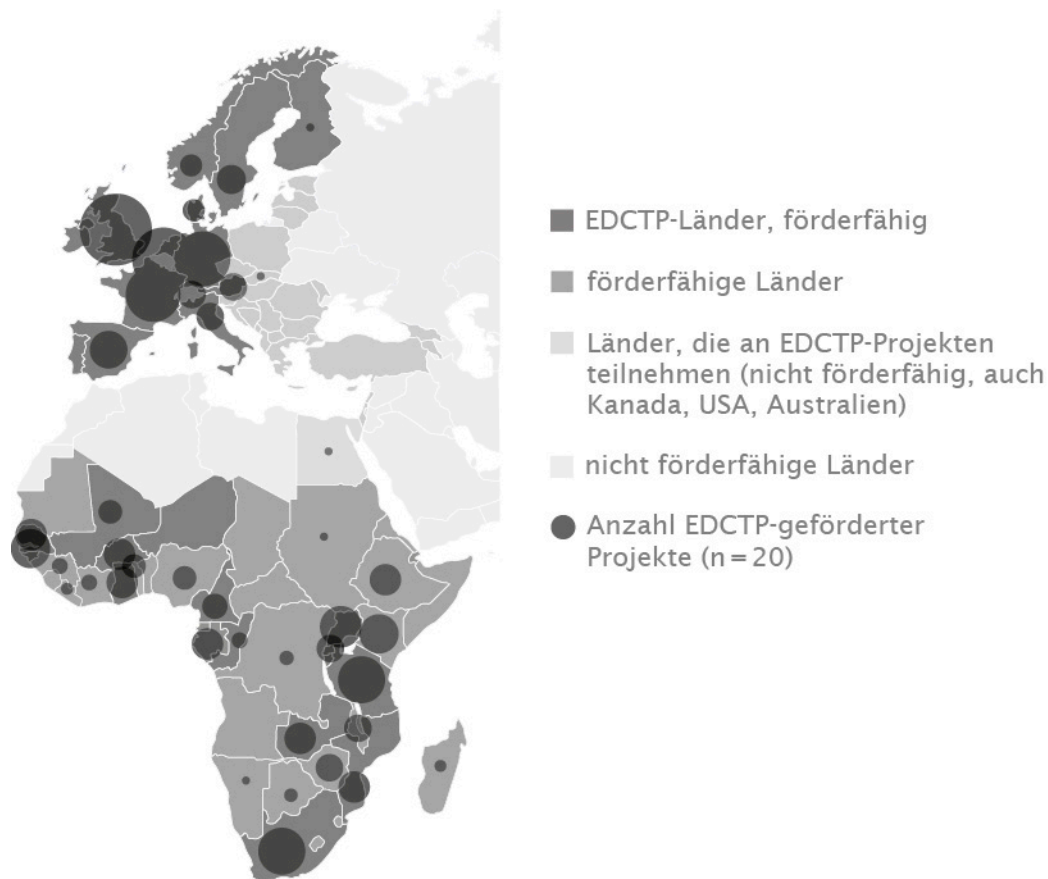 EDCTP-Länder, förderfähig
förderfähige Länder
Länder, die an EDCTP-Projekten
teilnehmen (nicht förderfähig, auch
Kanada, USA, Australien)
nicht förderfähige Länder
Anzahl EDCTP-geförderter
Projekte (n = 20)